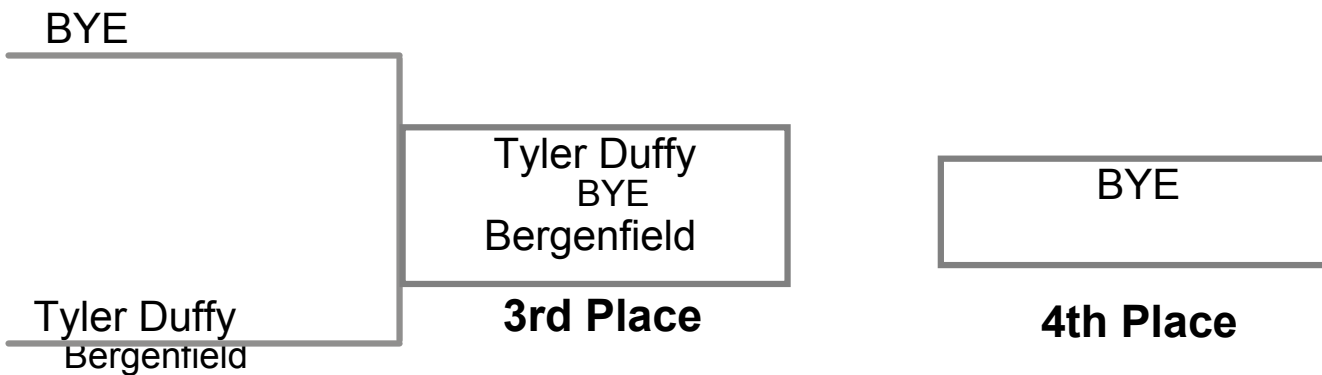 BYE
Tyler Duffy
BYE
Bergenfield
3rd Place
Tyler Duffy
Bergenfield
BYE
4th Place